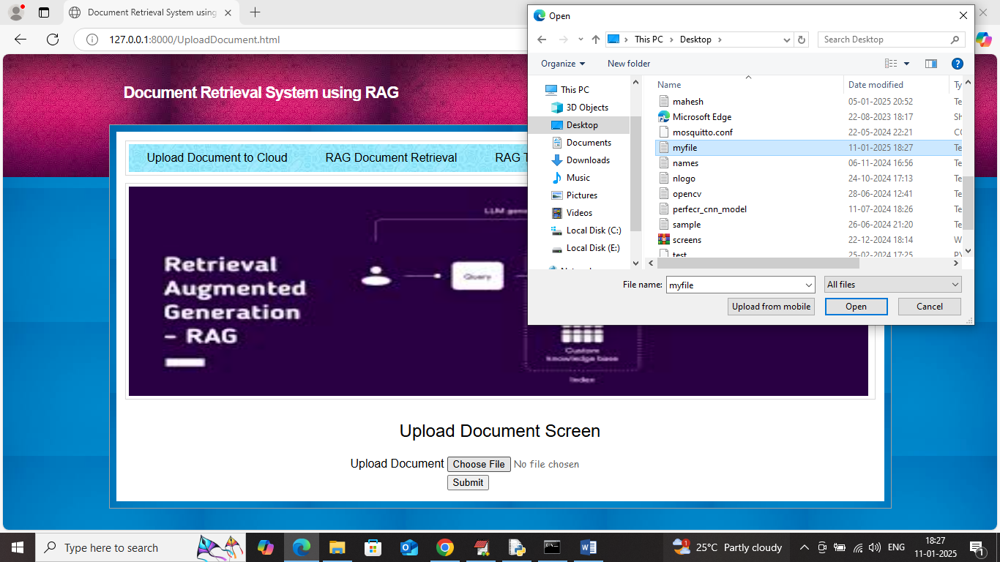 Document Retrieval System using
127.0.0.1:8000/UploadDocument.html
Document Retrieval System using RAG
Upload Document to Cloud
RAG Document Retrieval
RAG
LLM
Retrieval
Augmented
Generation
– RAG
Query
Custom
knowledge base
Index
Upload Document Screen
Upload Document Choose File No file chosen
Submit
Open
This PC > Desktop >
Search Desktop
Organize
New folder
This PC
3D Objects
Desktop
Documents
Downloads
Music
Pictures
Videos
Local Disk (C:)
Local Disk (E:)
Name Date modified Ty
mahesh 05-01-2025 20:52 Te
Microsoft Edge 22-08-2023 18:17 Sh
mosquitto.conf 22-05-2024 22:21 CO
myfile 11-01-2025 18:27 Te
names 06-11-2024 16:56 Te
nlogo 24-10-2024 17:13 Te
opencv 28-06-2024 12:41 Te
perfecr_cnn_model 11-07-2024 18:26 Te
sample 26-06-2024 21:20 Te
screens 22-12-2024 18:14 W
test 25-02-2024 17:25 PY
File name: myfile All files
Upload from mobile Open Cancel
Type here to search
25°C Partly cloudy
ENG
18:27
11-01-2025
1